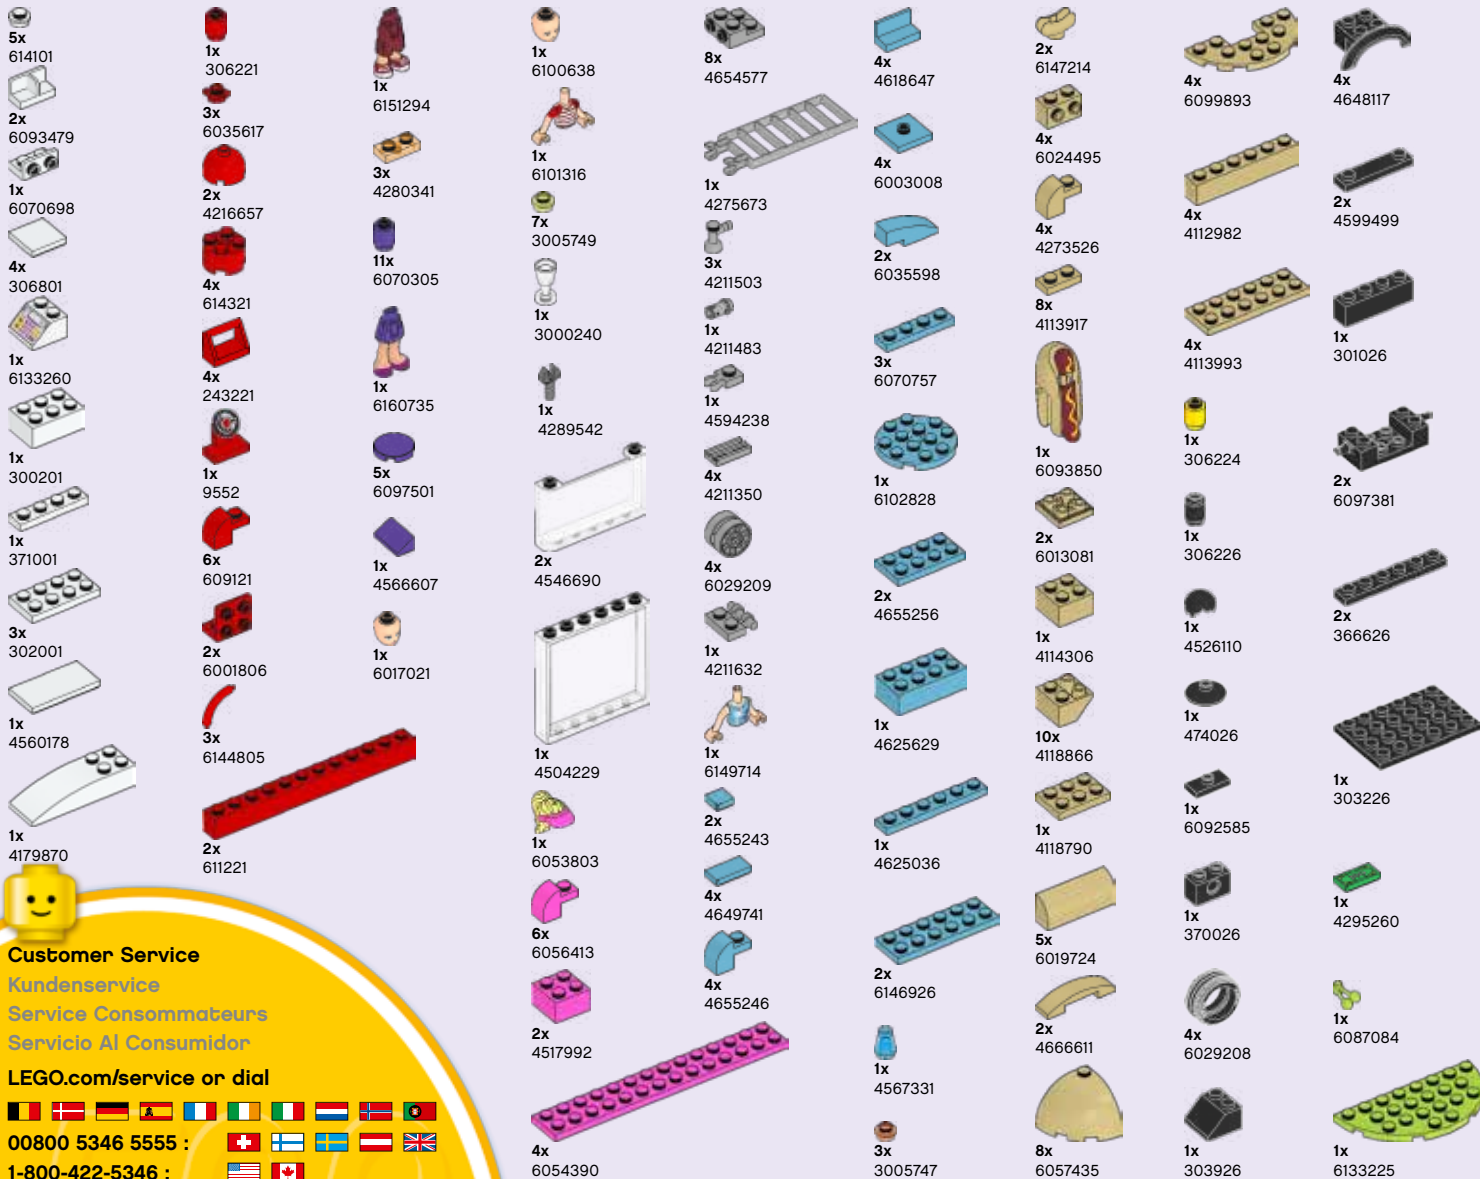 5x
614101
2x
6093479
1x
6070698
4x
306801
1x
6133260
1x
300201
1x
371001
3x
302001
1x
4560178
1x
4179870
1x
306221
3x
6035617
2x
4216657
4x
614321
4x
243221
1x
9552
6x
609121
2x
6001806
3x
6144805
2x
611221
1x
6151294
3x
4280341
11x
6070305
1x
6160735
5x
6097501
1x
4566607
1x
6017021
1x
6100638
1x
6101316
7x
3005749
1x
3000240
1x
4289542
2x
4546690
1x
4504229
1x
6053803
6x
6056413
2x
4517992
4x
6054390
8x
4654577
1x
4275673
3x
4211503
1x
4211483
1x
4594238
4x
4211350
4x
6029209
1x
4211632
1x
6149714
2x
4655243
4x
4649741
4x
4655246
4x
4618647
4x
6003008
2x
6035598
3x
6070757
1x
6102828
2x
4655256
1x
4625629
1x
4625036
2x
6146926
1x
4567331
3x
3005747
2x
6147214
4x
6024495
4x
4273526
8x
4113917
1x
6093850
2x
6013081
1x
4114306
10x
4118866
1x
4118790
5x
6019724
2x
4666611
8x
6057435
4x
6099893
4x
4112982
4x
4113993
1x
306224
1x
306226
1x
4526110
1x
474026
1x
6092585
1x
370026
4x
6029208
1x
303926
4x
4648117
2x
4599499
1x
301026
2x
6097381
2x
366626
1x
303226
1x
4295260
1x
6087084
1x
6133225
Customer Service
Kundenservice
Service Consommateurs
Servicio Al Consumidor
LEGO.com/service or dial
00800 5346 5555 :
1-800-422-5346 :